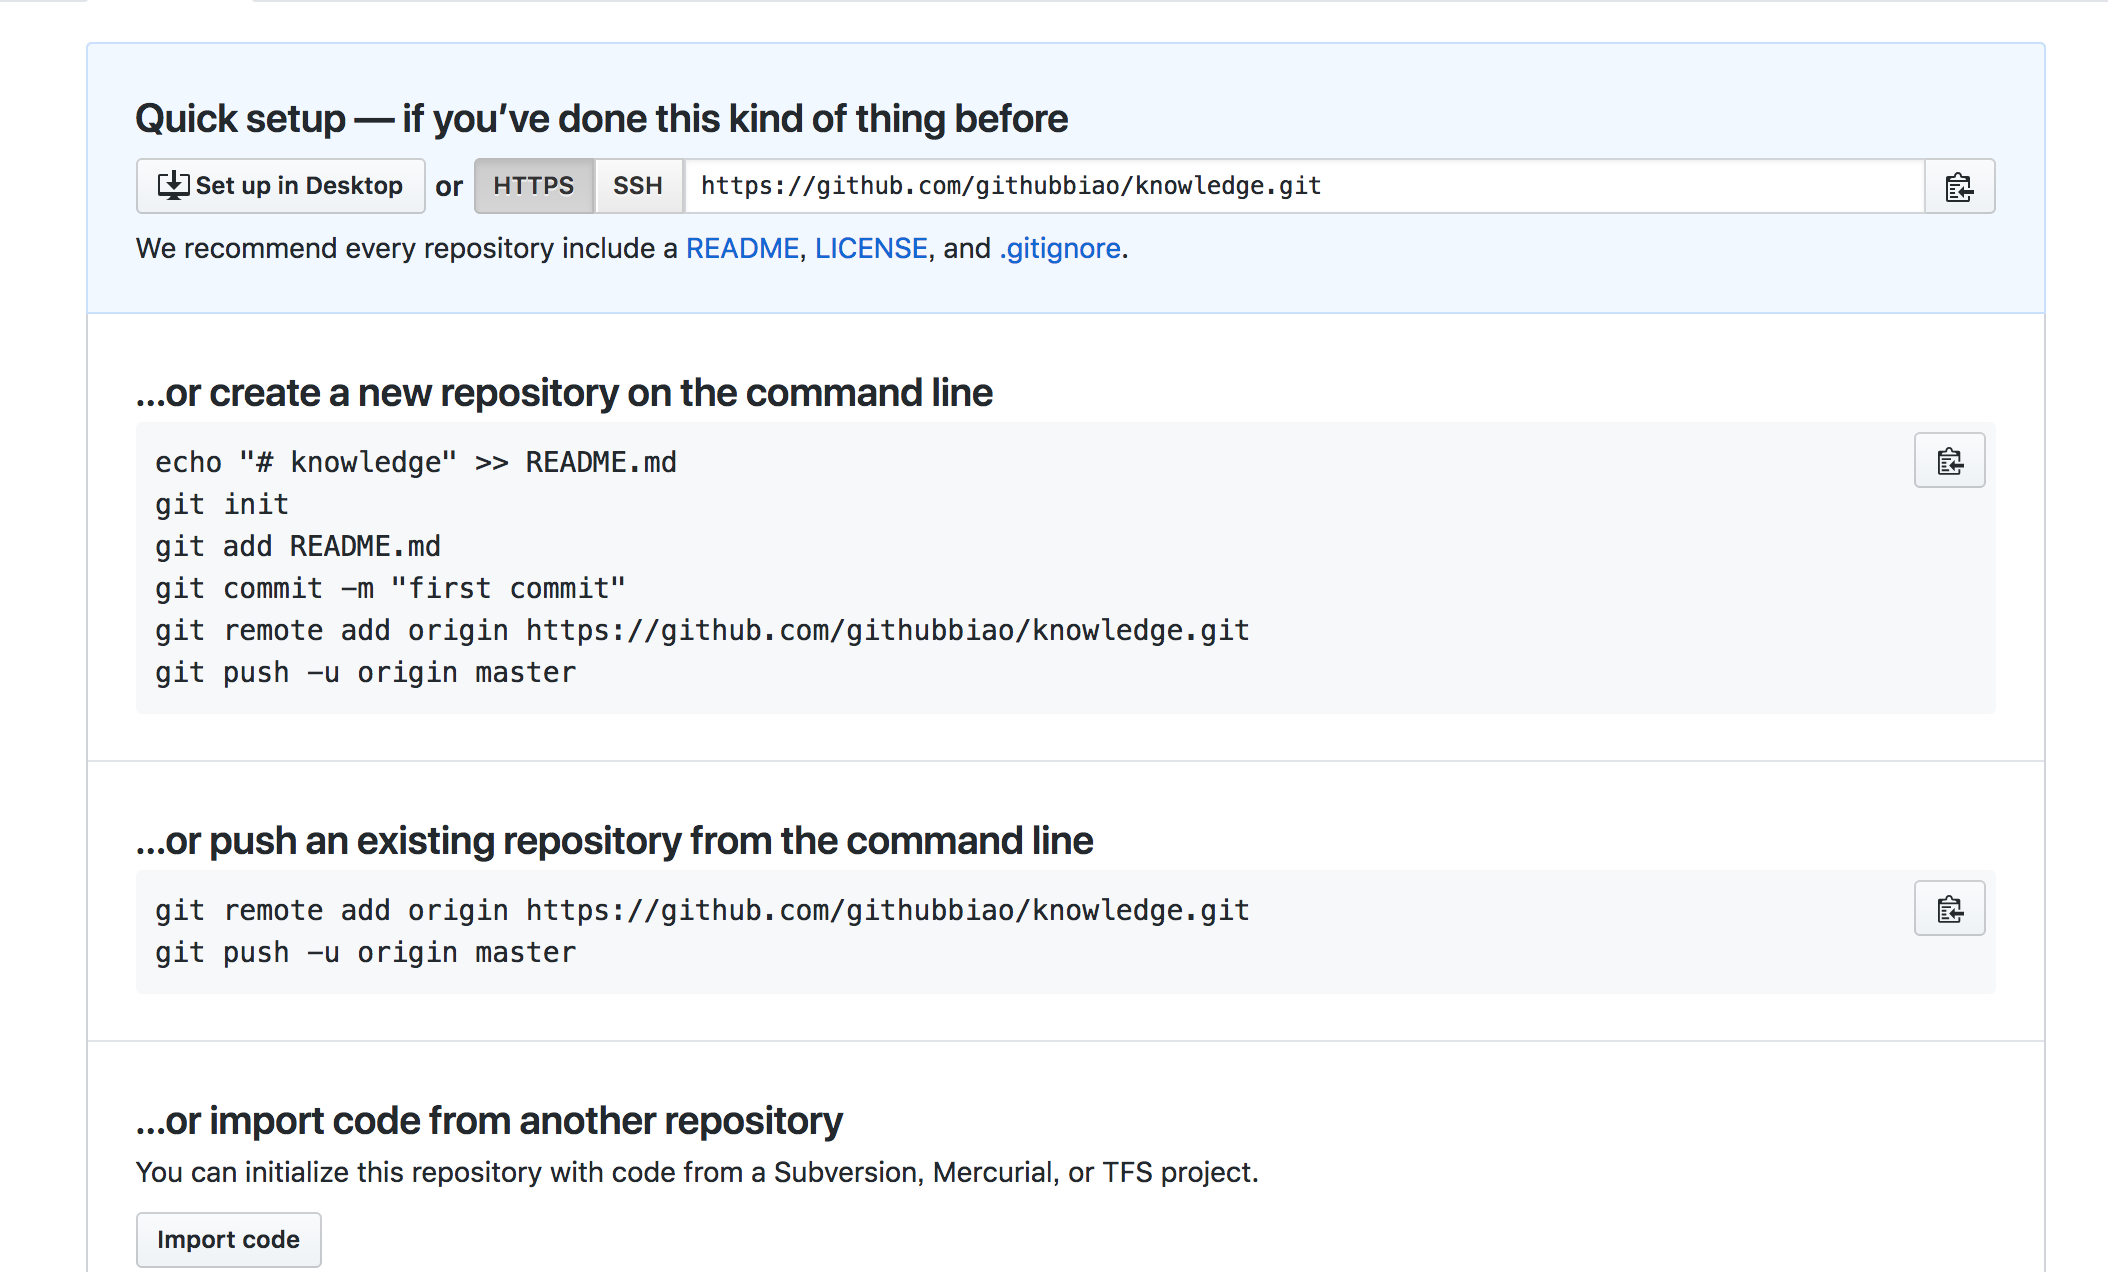 Quick setup — if you’ve done this kind of thing before
Set up in Desktop or HTTPS SSH https://github.com/githubbiao/knowledge.git
We recommend every repository include a README, LICENSE, and .gitignore.
…or create a new repository on the command line
echo "# knowledge" >> README.md
git init
git add README.md
git commit -m "first commit"
git remote add origin https://github.com/githubbiao/knowledge.git
git push -u origin master
…or push an existing repository from the command line
git remote add origin https://github.com/githubbiao/knowledge.git
git push -u origin master
…or import code from another repository
You can initialize this repository with code from a Subversion, Mercurial, or TFS project.
Import code